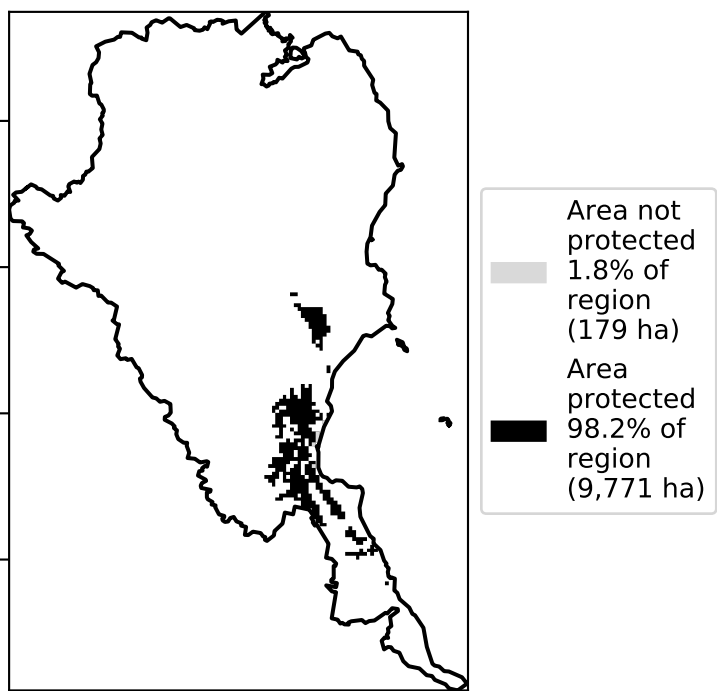 Area not
protected
1.8% of
region
(179 ha)
Area
protected
98.2% of
region
(9,771 ha)